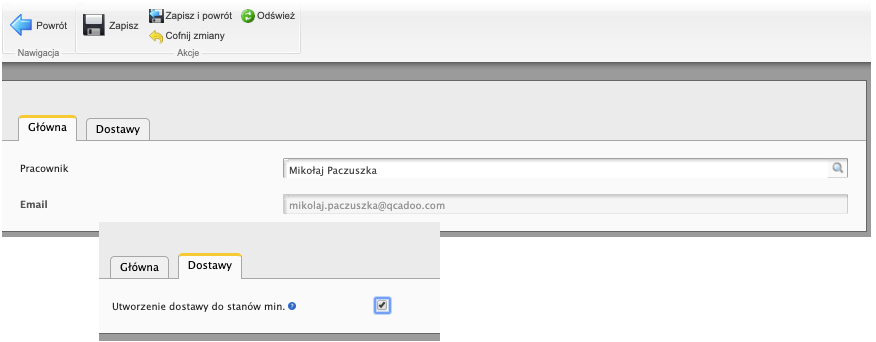 Powrót
Zapisz
Zapisz i powrót
Odśwież
Cofnij zmiany
Nawigacja
Akcje
Główna
Dostawy
Pracownik
Mikołaj Paczuszka
Email
mikolaj.paczuszka@qcadoo.com
Główna
Dostawy
Utworzenie dostawy do stanów min.